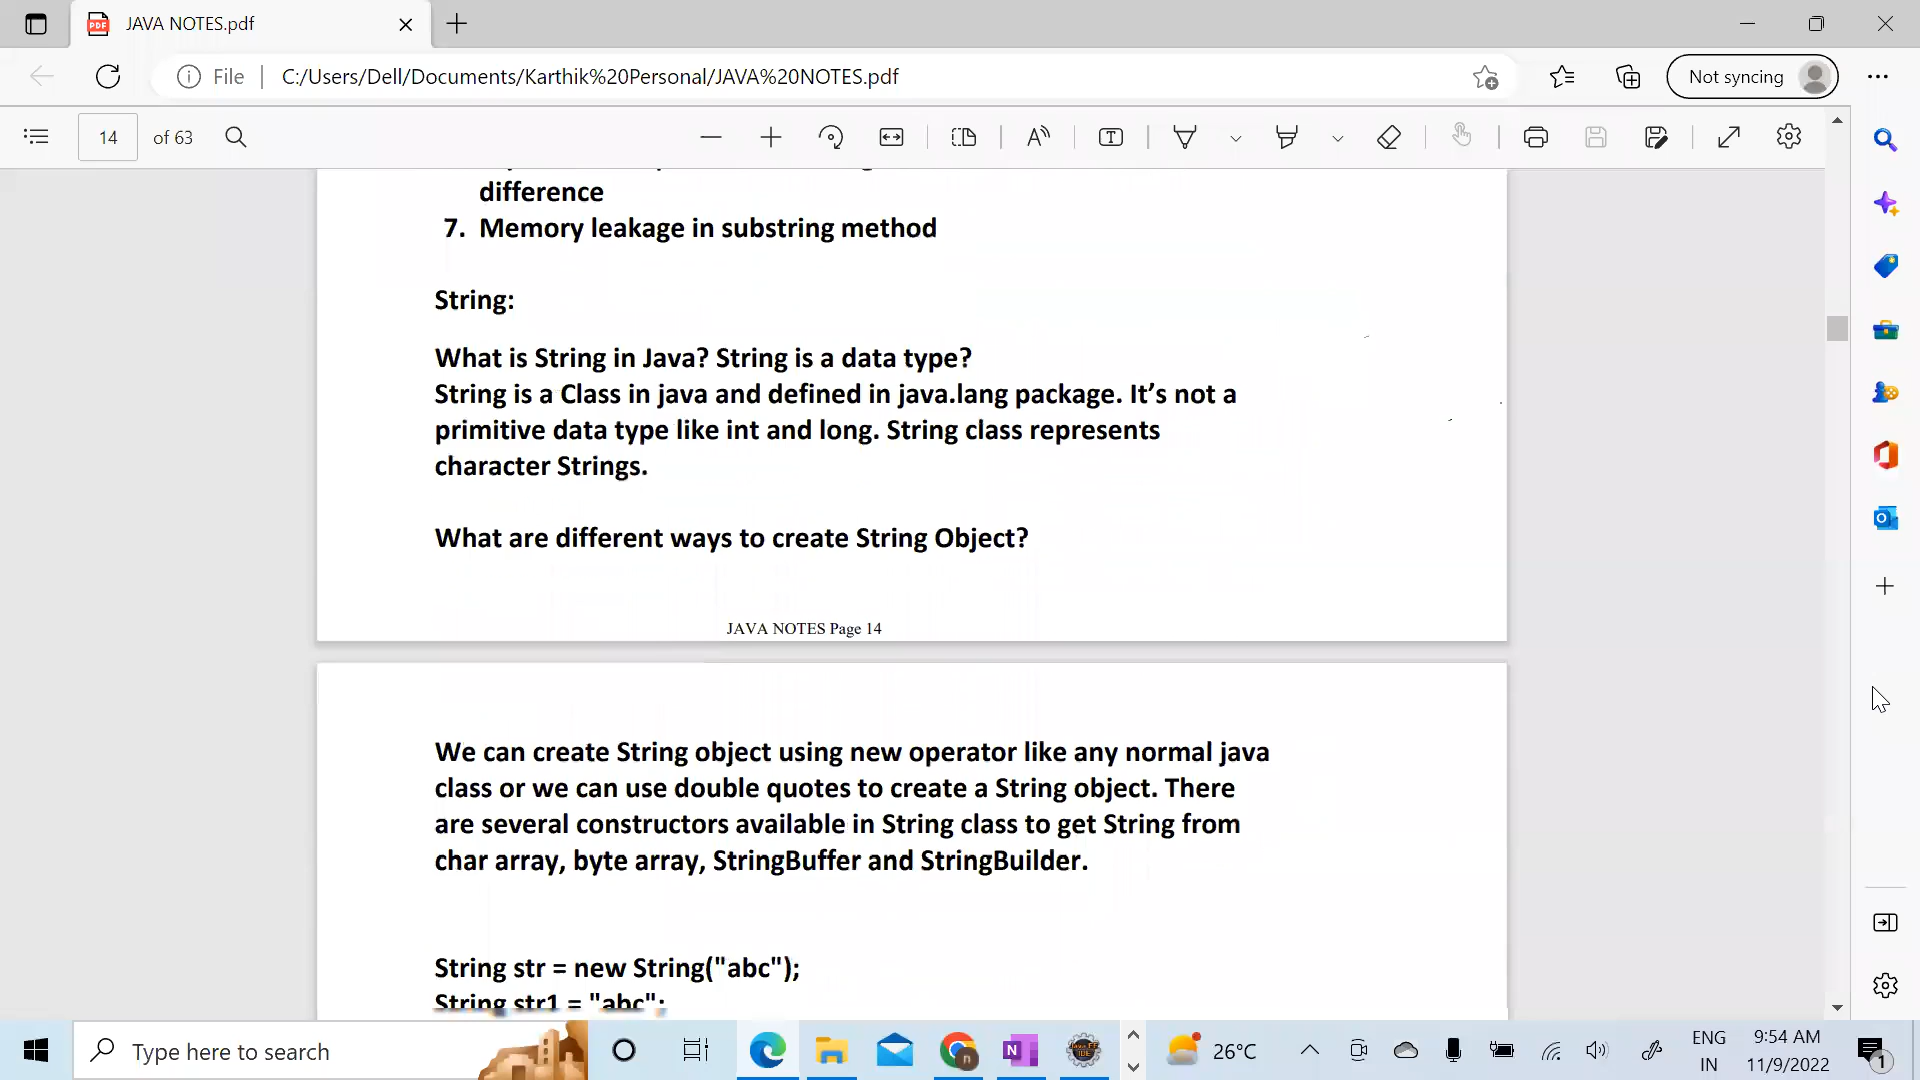 JAVA NOTES.pdf
File
C:/Users/Dell/Documents/Karthik%20Personal/JAVA%20NOTES.pdf
Not syncing
14
of 63
difference
7. Memory leakage in substring method
String:
What is String in Java? String is a data type?
String is a Class in java and defined in java.lang package. It’s not a
primitive data type like int and long. String class represents
character Strings.
What are different ways to create String Object?
JAVA NOTES Page 14
We can create String object using new operator like any normal java
class or we can use double quotes to create a String object. There
are several constructors available in String class to get String from
char array, byte array, StringBuffer and StringBuilder.
String str = new String("abc");
String str1 = "abc";
Type here to search
26°C
ENG
IN
9:54 AM
11/9/2022
1